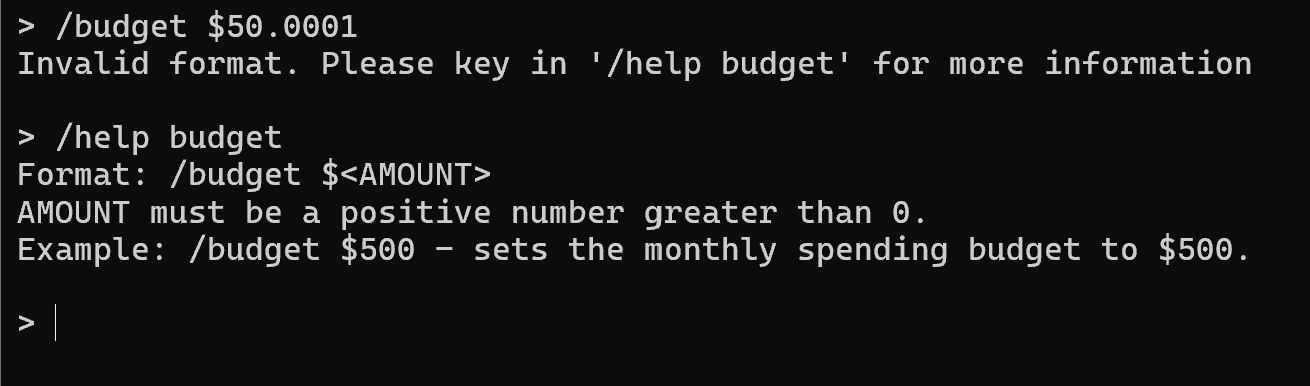 > /budget $50.0001
Invalid format. Please key in '/help budget' for more information
> /help budget
Format: /budget $<AMOUNT>
AMOUNT must be a positive number greater than 0.
Example: /budget $500 - sets the monthly spending budget to $500.
>